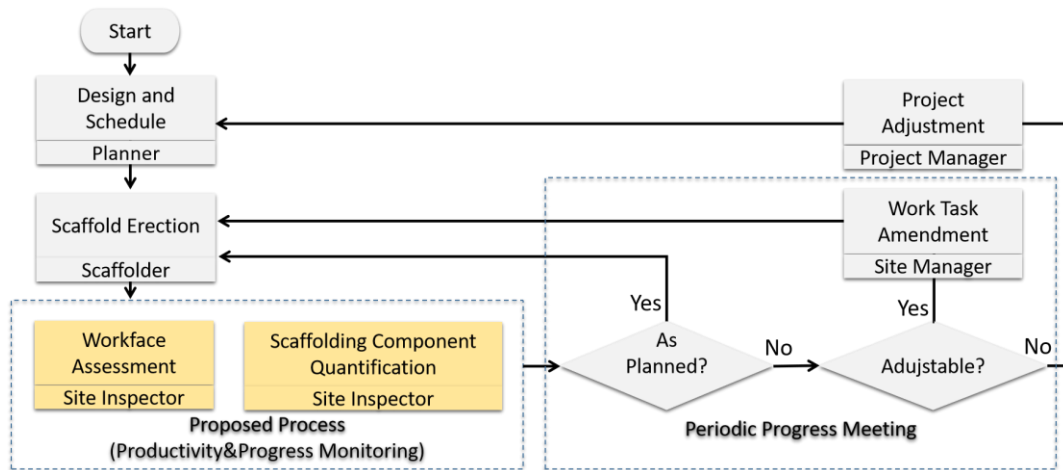 Start
Design and
Schedule
Planner
Project
Adjustment
Project Manager
Scaffold Erection
Scaffolder
Work Task
Amendment
Site Manager
Yes
Yes
Workface
Assessment
Site Inspector
Scaffolding Component
Quantification
Site Inspector
As
Planned?
No
Adujstable?
No
Proposed Process
(Productivity&Progress Monitoring)
Periodic Progress Meeting